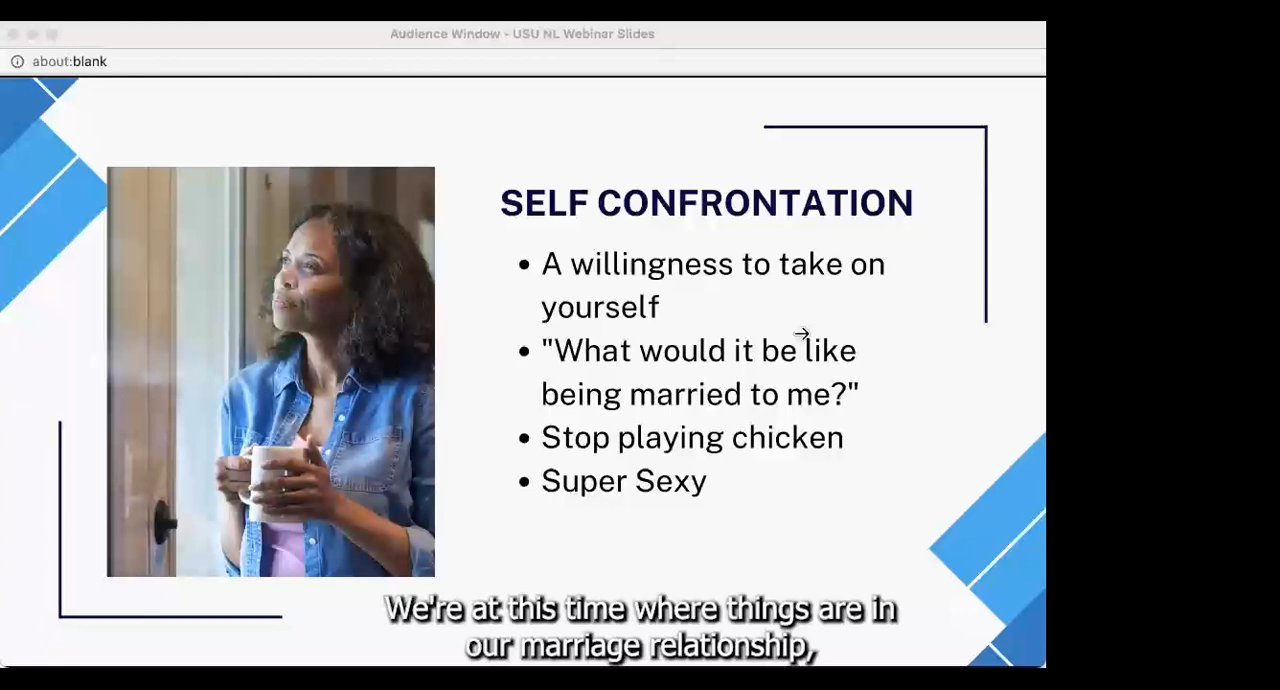 Audience Window - USU NL Webinar Slides
about:blank
SELF CONFRONTATION
• A willingness to take on
yourself
• "What would it be like
being married to me?"
• Stop playing chicken
• Super Sexy
We're at this time where things are in
our marriage relationship,